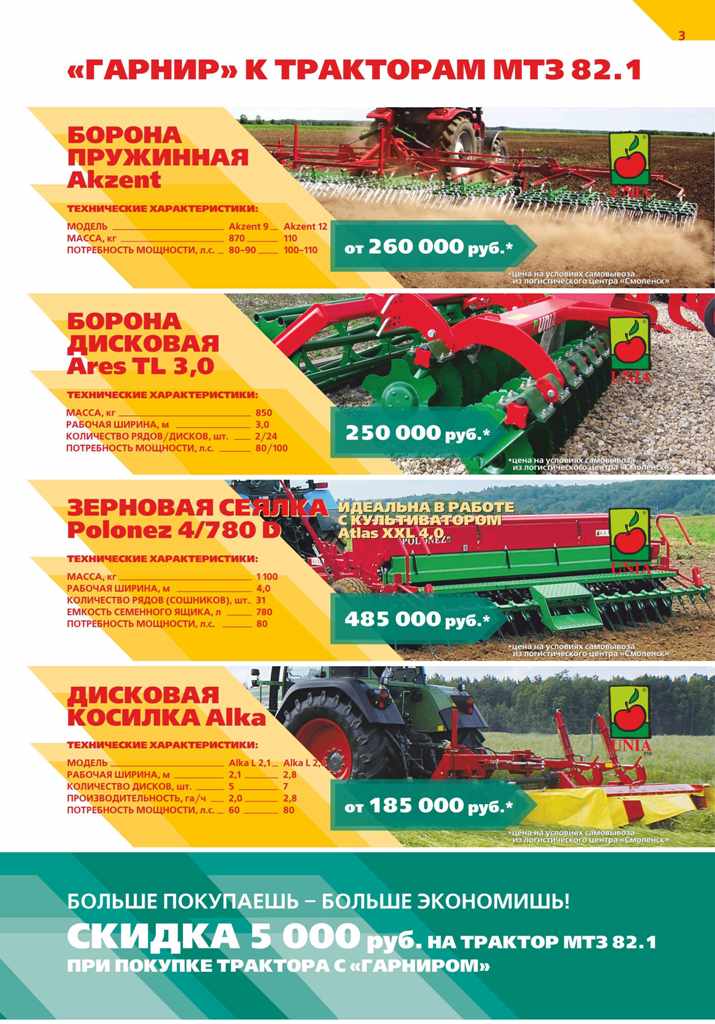 3
«ГАРНИР» К ТРАКТОРАМ МТЗ 82.1
БОРОНА
ПРУЖИННАЯ
Akzent
ТЕХНИЧЕСКИЕ ХАРАКТЕРИСТИКИ:
МОДЕЛЬ Akzent 9 Akzent 12
МАССА, кг 870 110
ПОТРЕБНОСТЬ МОЩНОСТИ, л.с. 80–90 100–110
UNIA
от 260 000 руб.*
*цена на условиях самовывоза
из логистического центра «Смоленск»
БОРОНА
ДИСКОВАЯ
Ares TL 3,0
ТЕХНИЧЕСКИЕ ХАРАКТЕРИСТИКИ:
МАССА, кг 850
РАБОЧАЯ ШИРИНА, м 3,0
КОЛИЧЕСТВО РЯДОВ/ДИСКОВ, шт. 2/24
ПОТРЕБНОСТЬ МОЩНОСТИ, л.с. 80/100
UNIA
250 000 руб.*
*цена на условиях самовывоза
из логистического центра «Смоленск»
ЗЕРНОВАЯ СЕЯЛКА
Polonez 4/780 D
ИДЕАЛЬНА В РАБОТЕ
С КУЛЬТИВАТОРОМ
Atlas XXL 4,0
POLONEZ
ТЕХНИЧЕСКИЕ ХАРАКТЕРИСТИКИ:
МАССА, кг 1 100
РАБОЧАЯ ШИРИНА, м 4,0
КОЛИЧЕСТВО РЯДОВ (СОШНИКОВ), шт. 31
ЕМКОСТЬ СЕМЕННОГО ЯЩИКА, л 780
ПОТРЕБНОСТЬ МОЩНОСТИ, л.с. 80
UNIA
485 000 руб.*
*цена на условиях самовывоза
из логистического центра «Смоленск»
ДИСКОВАЯ
КОСИЛКА Alka
ТЕХНИЧЕСКИЕ ХАРАКТЕРИСТИКИ:
МОДЕЛЬ Alka L 2,1 Alka L 2,
РАБОЧАЯ ШИРИНА, м 2,1 2,8
КОЛИЧЕСТВО ДИСКОВ, шт. 5 7
ПРОИЗВОДИТЕЛЬНОСТЬ, га/ч 2,0 2,8
ПОТРЕБНОСТЬ МОЩНОСТИ, л.с. 60 80
UNIA
от 185 000 руб.*
*цена на условиях самовывоза
из логистического центра «Смоленск»
БОЛЬШЕ ПОКУПАЕШЬ – БОЛЬШЕ ЭКОНОМИШЬ!
СКИДКА 5 000 руб. НА ТРАКТОР МТЗ 82.1
ПРИ ПОКУПКЕ ТРАКТОРА С «ГАРНИРОМ»